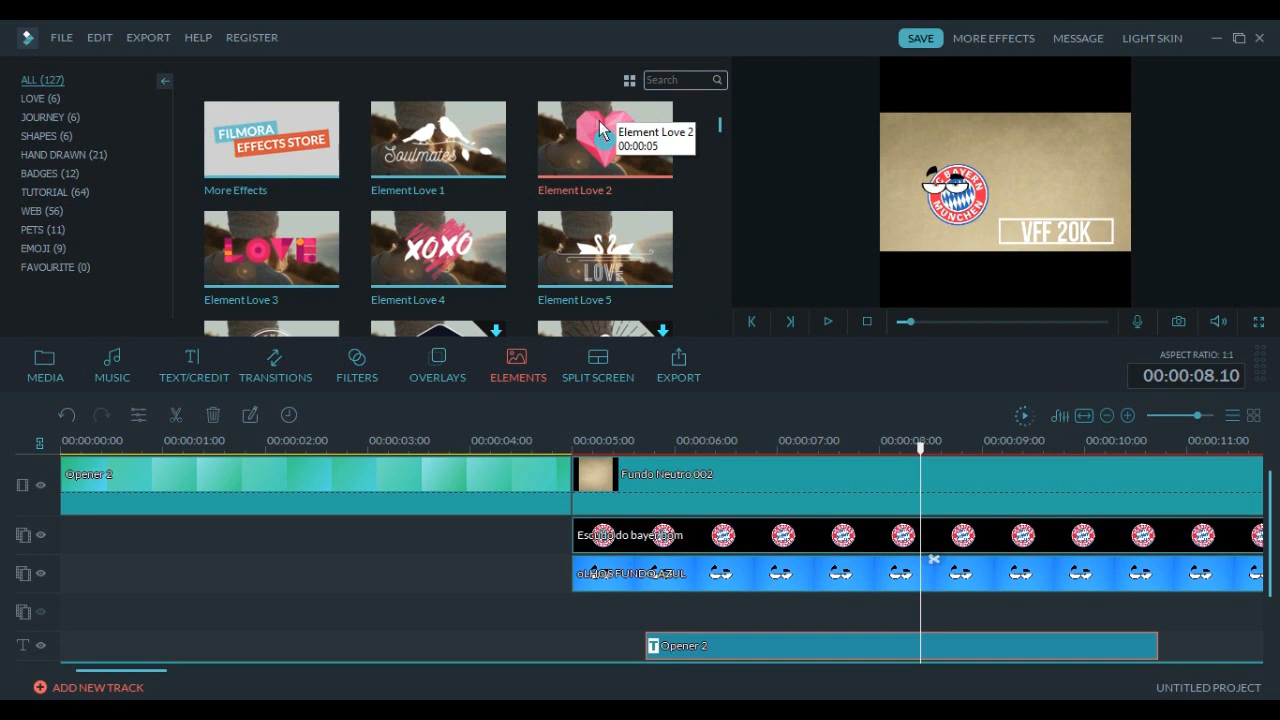 FILE EDIT EXPORT HELP REGISTER
SAVE MORE EFFECTS MESSAGE LIGHT SKIN
ALL (127)
LOVE (6)
JOURNEY (6)
SHAPES (6)
HAND DRAWN (21)
BADGES (12)
TUTORIAL (64)
WEB (56)
PETS (11)
EMOJI (9)
FAVOURITE (0)
Search
FILMORA
EFFECTS STORE
More Effects
Soulmates
Element Love 1
Element Love 2
00:00:05
Element Love 2
LOVE
Element Love 3
XOXO
Element Love 4
LOVE
Element Love 5
BAYERN
MÜNCHEN
VFF 20K
MEDIA MUSIC TEXT/CREDIT TRANSITIONS FILTERS OVERLAYS ELEMENTS SPLIT SCREEN EXPORT
ASPECT RATIO: 1:1
00:00:08.10
00:00:00:00 00:00:01:00 00:00:02:00 00:00:03:00 00:00:04:00 00:00:05:00 00:00:06:00 00:00:07:00 00:00:08:00 00:00:09:00 00:00:10:00 00:00:11:00
Opener 2
Fundo Neutro 002
Escudo do bayer bom
oLHOS FUNDO AZUL
T
T Opener 2
ADD NEW TRACK
UNTITLED PROJECT